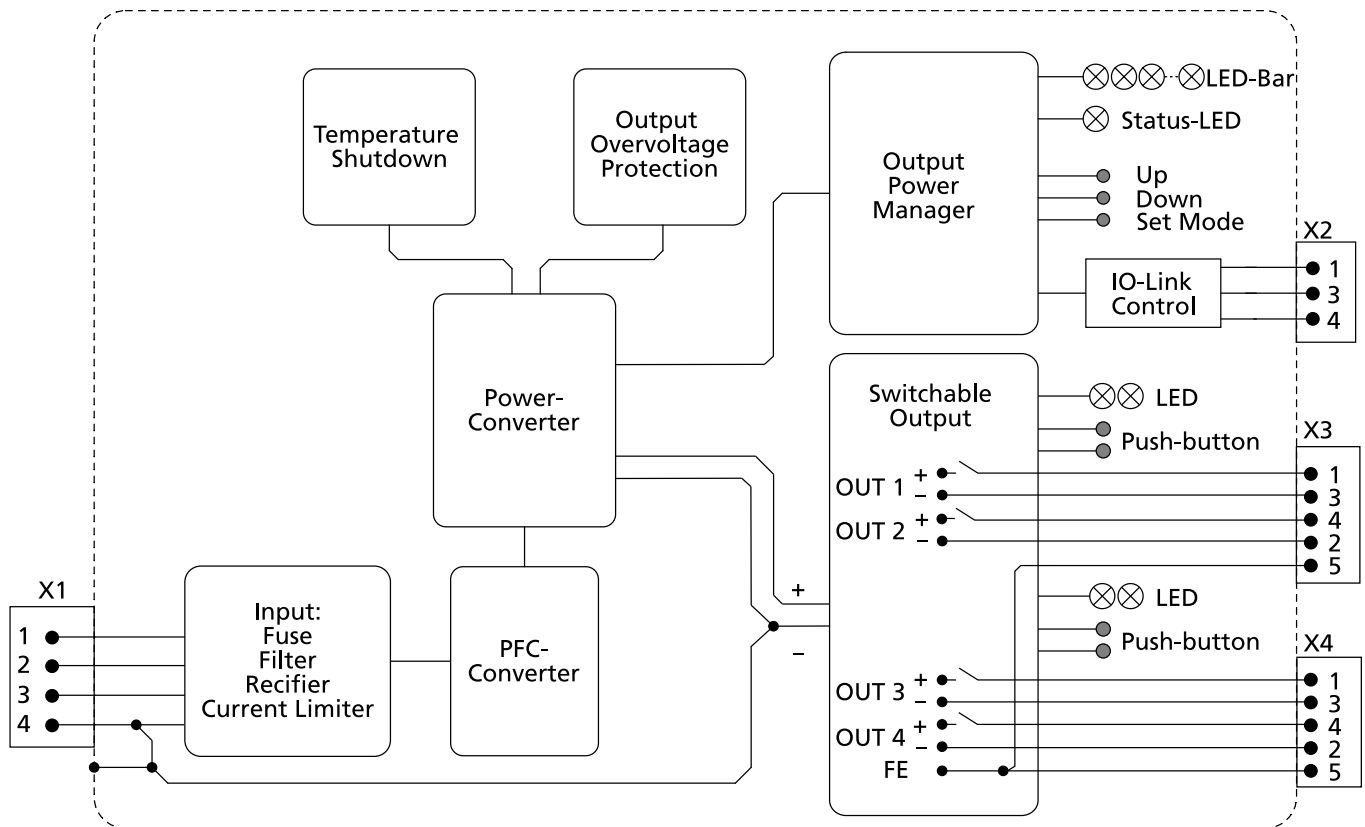 Temperature
Shutdown
Output
Overvoltage
Protection
Output
Power
Manager
LED-Bar
Status-LED
Up
Down
Set Mode
X2
IO-Link
Control
1
3
4
Power-
Converter
Switchable
Output
LED
Push-button
X3
OUT 1 + −
OUT 2 + −
1
3
4
2
5
X1
1
2
3
4
Input:
Fuse
Filter
Recifier
Current Limiter
PFC-
Converter
+
−
LED
Push-button
X4
OUT 3 + −
OUT 4 + −
FE
1
3
4
2
5